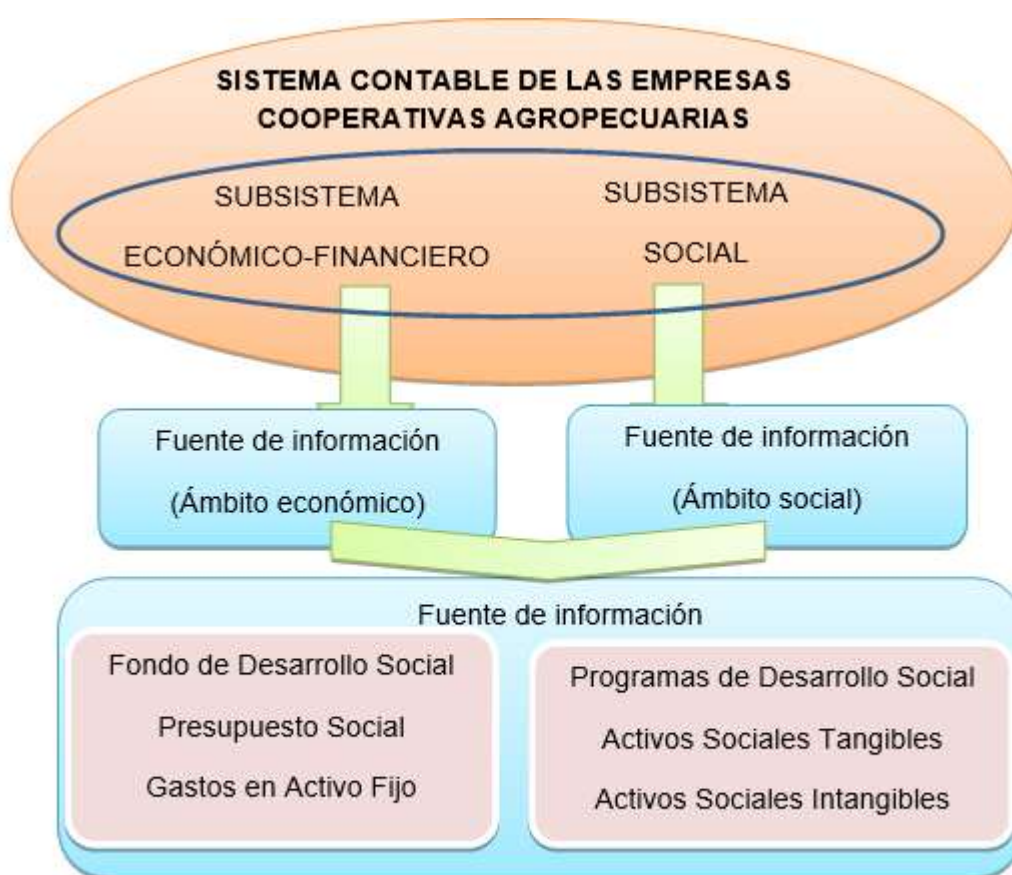 SISTEMA CONTABLE DE LAS EMPRESAS
COOPERATIVAS AGROPECUARIAS
SUBSISTEMA
ECONÓMICO-FINANCIERO
SUBSISTEMA
SOCIAL
Fuente de información
(Ámbito económico)
Fuente de información
(Ámbito social)
Fuente de información
Fondo de Desarrollo Social
Presupuesto Social
Gastos en Activo Fijo
Programas de Desarrollo Social
Activos Sociales Tangibles
Activos Sociales Intangibles